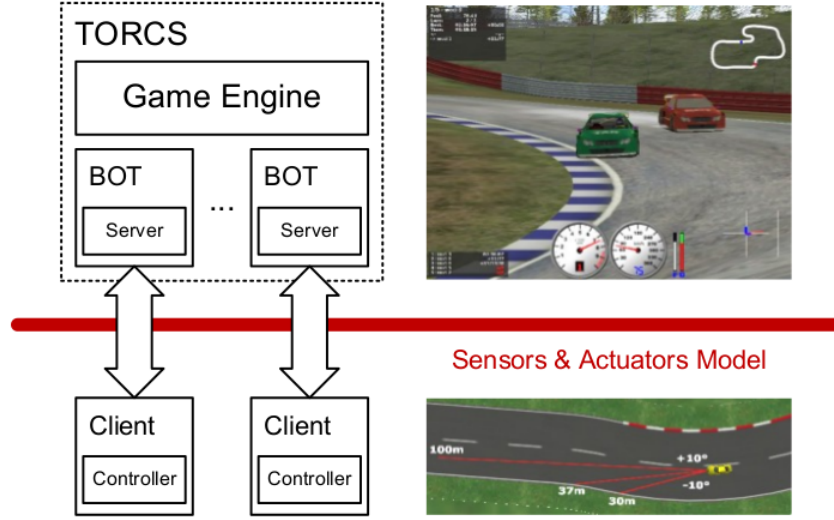 TORCS
Game Engine
BOT
Server
...
BOT
Server
75
Sensors & Actuators Model
Client
Controller
Client
Controller
100m
+10°
-10°
37m
30m